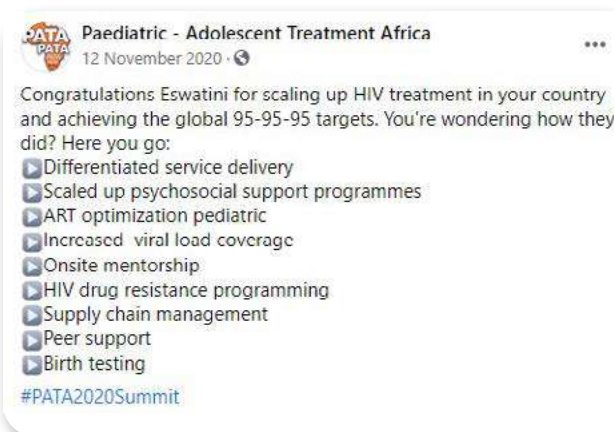 PATA
PATA
Paediatric - Adolescent Treatment Africa
12 November 2020 ·
Congratulations Eswatini for scaling up HIV treatment in your country
and achieving the global 95-95-95 targets. You're wondering how they
did? Here you go:
Differentiated service delivery
Scaled up psychosocial support programmes
ART optimization pediatric
Increased viral load coverage
Onsite mentorship
HIV drug resistance programming
Supply chain management
Peer support
Birth testing
#PATA2020Summit